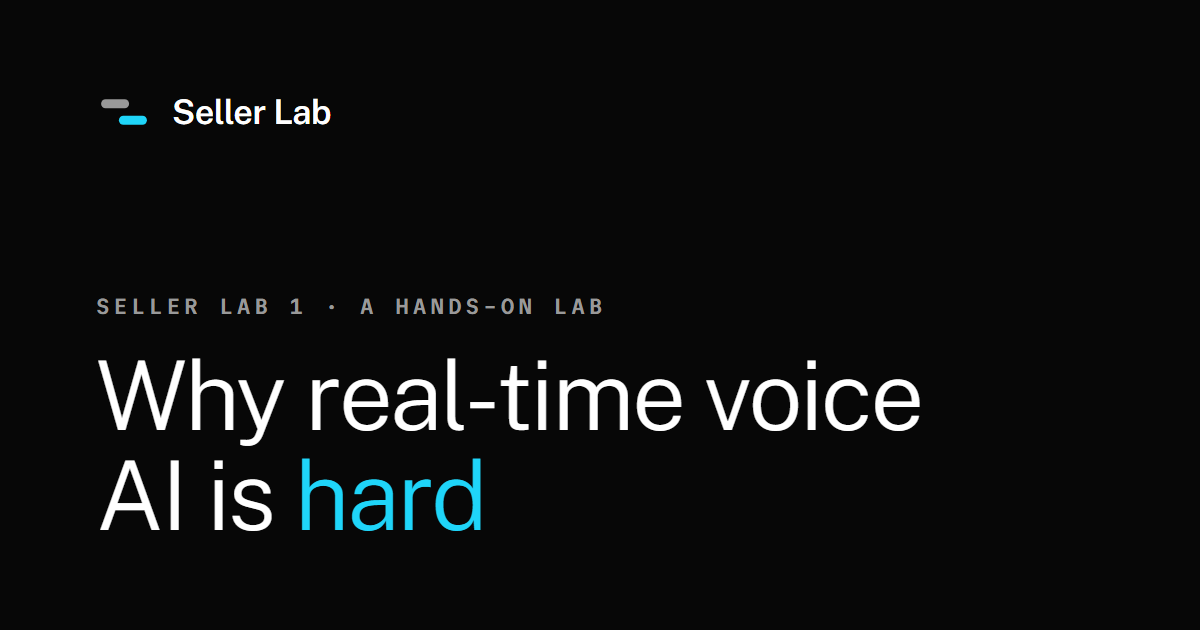 Seller Lab
SELLER LAB 1 · A HANDS-ON LAB
Why real-time voice
AI is hard